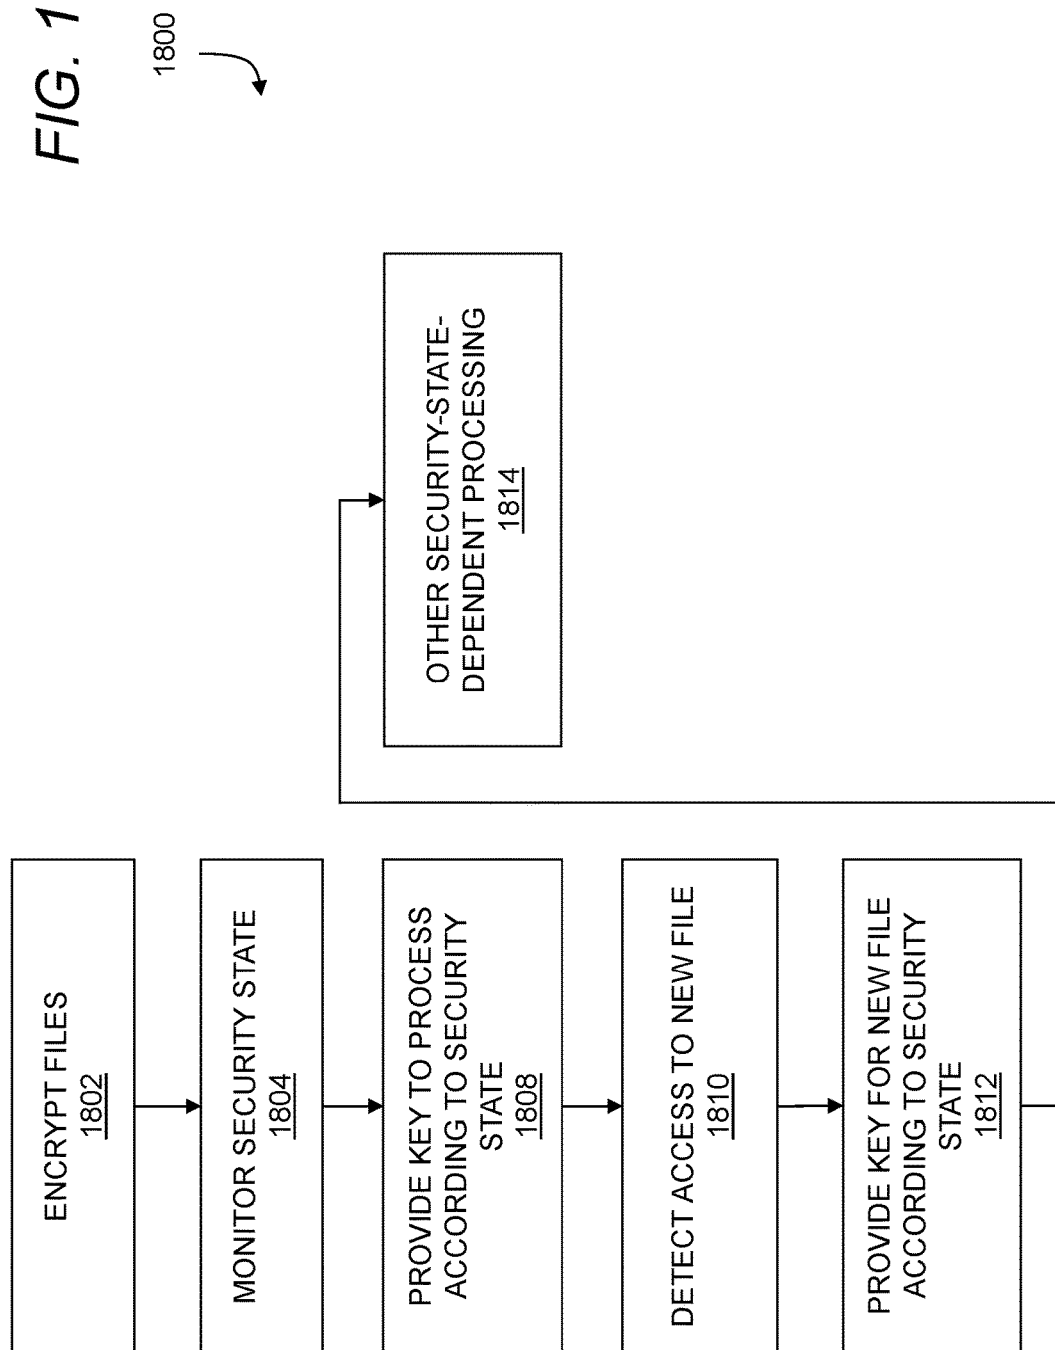 FIG. 1
1800
ENCRYPT FILES
1802
MONITOR SECURITY STATE
1804
PROVIDE KEY TO PROCESS
ACCORDING TO SECURITY
STATE
1808
DETECT ACCESS TO NEW FILE
1810
PROVIDE KEY FOR NEW FILE
ACCORDING TO SECURITY
STATE
1812
OTHER SECURITY-STATE-
DEPENDENT PROCESSING
1814